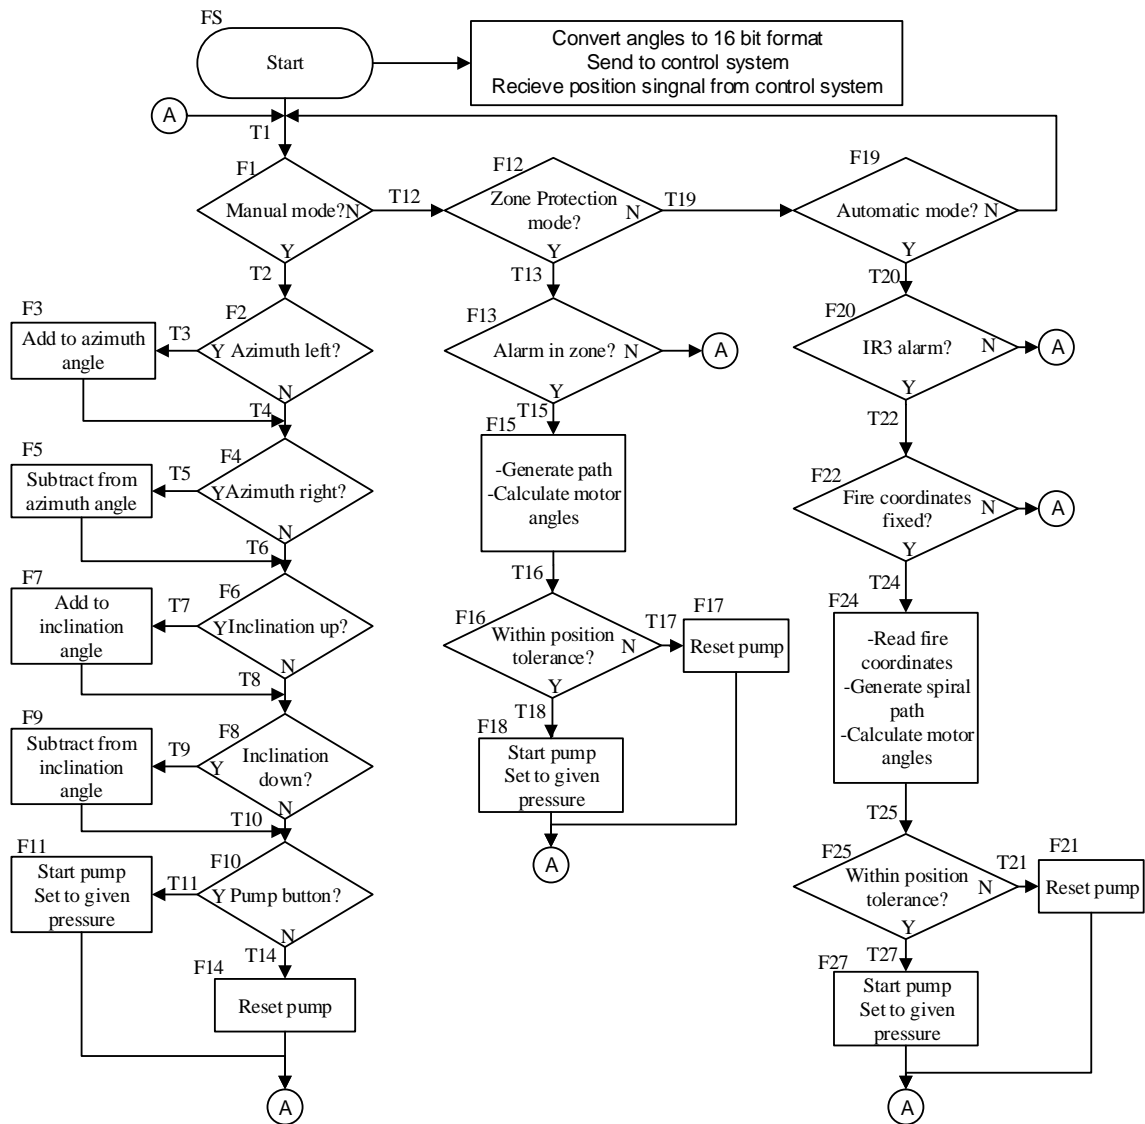 FS
Start
Convert angles to 16 bit format
Send to control system
Recieve position singnal from control system
A
T1
F1
Manual mode?
N
Y
T12
F12
Zone Protection
mode?
N
Y
T19
F19
Automatic mode?
N
Y
T2
F2
Azimuth left?
Y
N
T3
F3
Add to azimuth
angle
T4
F4
Azimuth right?
Y
N
T5
F5
Subtract from
azimuth angle
T6
F6
Inclination up?
Y
N
T7
F7
Add to
inclination
angle
T8
F8
Inclination
down?
Y
N
T9
F9
Subtract from
inclination
angle
T10
F10
Pump button?
Y
N
T11
F11
Start pump
Set to given
pressure
T14
F14
Reset pump
A
T13
F13
Alarm in zone?
N
Y
A
T15
F15
-Generate path
-Calculate motor
angles
T16
F16
Within position
tolerance?
N
Y
T17
F17
Reset pump
T18
F18
Start pump
Set to given
pressure
A
T20
F20
IR3 alarm?
N
Y
A
T22
F22
Fire coordinates
fixed?
N
Y
A
T24
F24
-Read fire
coordinates
-Generate spiral
path
-Calculate motor
angles
T25
F25
Within position
tolerance?
N
Y
T21
F21
Reset pump
T27
F27
Start pump
Set to given
pressure
A